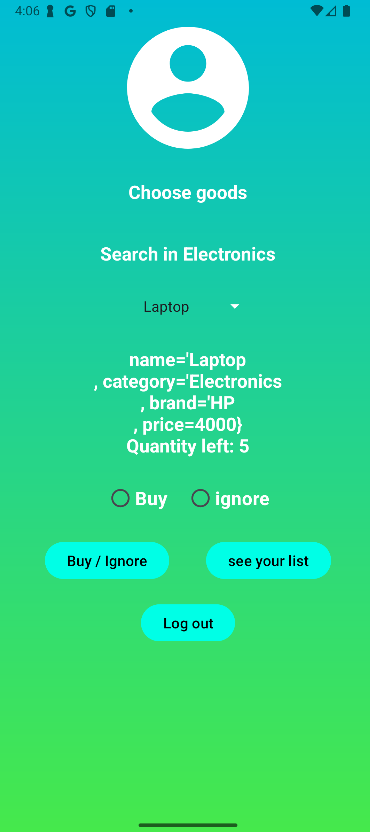 4:06
Choose goods
Search in Electronics
Laptop
name='Laptop
, category='Electronics
, brand='HP
, price=4000}
Quantity left: 5
Buy ignore
Buy / Ignore see your list
Log out